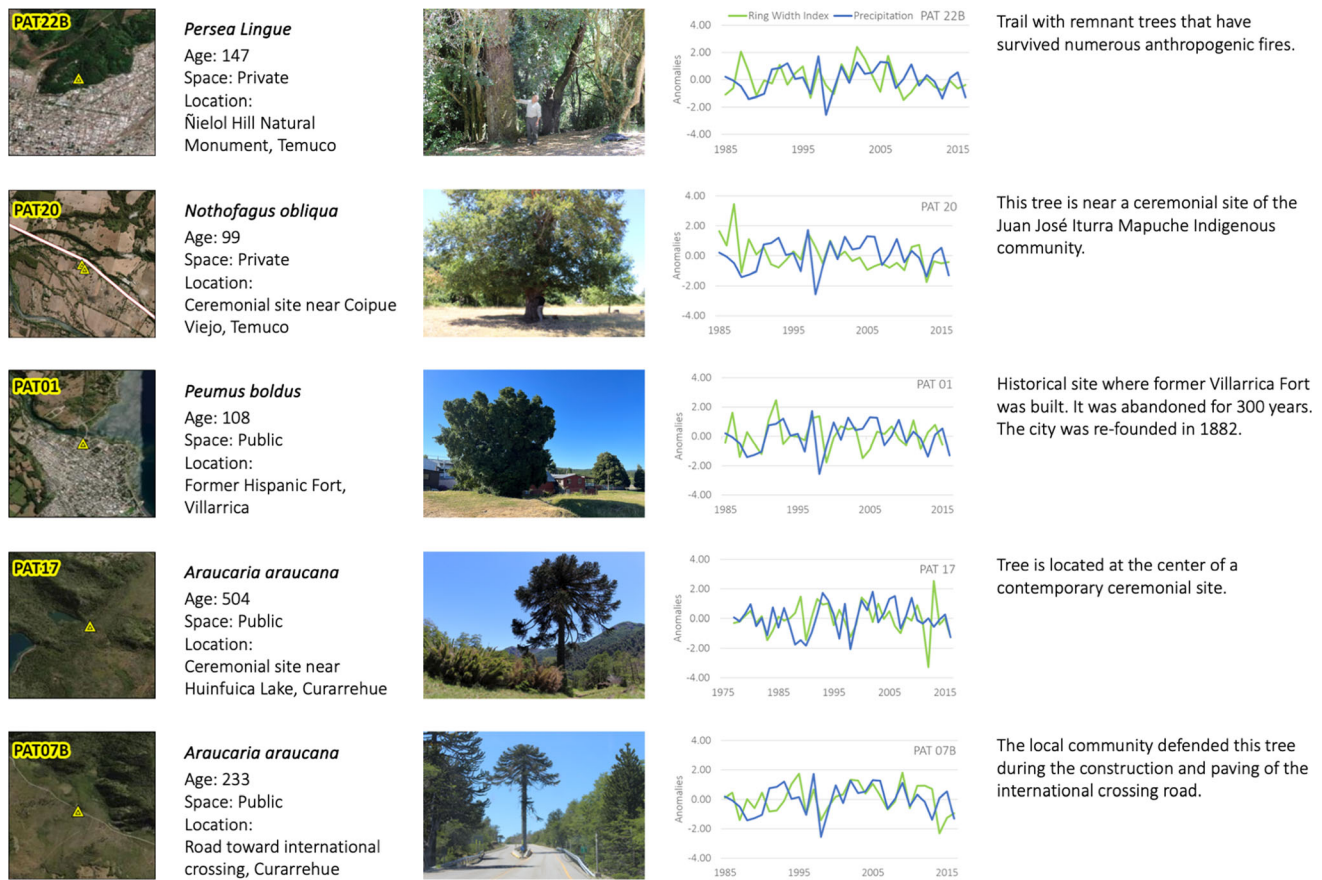 PAT22B
Persea Lingue
Age: 147
Space: Private
Location:
Ñielol Hill Natural
Monument, Temuco
Ring Width Index
Precipitation
PAT 22B
Anomalies
4.00
2.00
0.00
-2.00
-4.00
1985
1995
2005
2015
Trail with remnant trees that have
survived numerous anthropogenic fires.
PAT20
Nothofagus obliqua
Age: 99
Space: Private
Location:
Ceremonial site near Coipue
Viejo, Temuco
PAT 20
Anomalies
4.00
2.00
0.00
-2.00
-4.00
1985
1995
2005
2015
This tree is near a ceremonial site of the
Juan José Iturra Mapuche Indigenous
community.
PAT01
Peumus boldus
Age: 108
Space: Public
Location:
Former Hispanic Fort,
Villarrica
PAT 01
Anomalies
4.00
2.00
0.00
-2.00
-4.00
1985
1995
2005
2015
Historical site where former Villarrica Fort
was built. It was abandoned for 300 years.
The city was re-founded in 1882.
PAT17
Araucaria araucana
Age: 504
Space: Public
Location:
Ceremonial site near
Huinfuica Lake, Curarrehue
PAT 17
Anomalies
4.00
2.00
0.00
-2.00
-4.00
1975
1985
1995
2005
2015
Tree is located at the center of a
contemporary ceremonial site.
PAT07B
Araucaria araucana
Age: 233
Space: Public
Location:
Road toward international
crossing, Curarrehue
PAT 07B
Anomalies
4.00
2.00
0.00
-2.00
-4.00
1985
1995
2005
2015
The local community defended this tree
during the construction and paving of the
international crossing road.